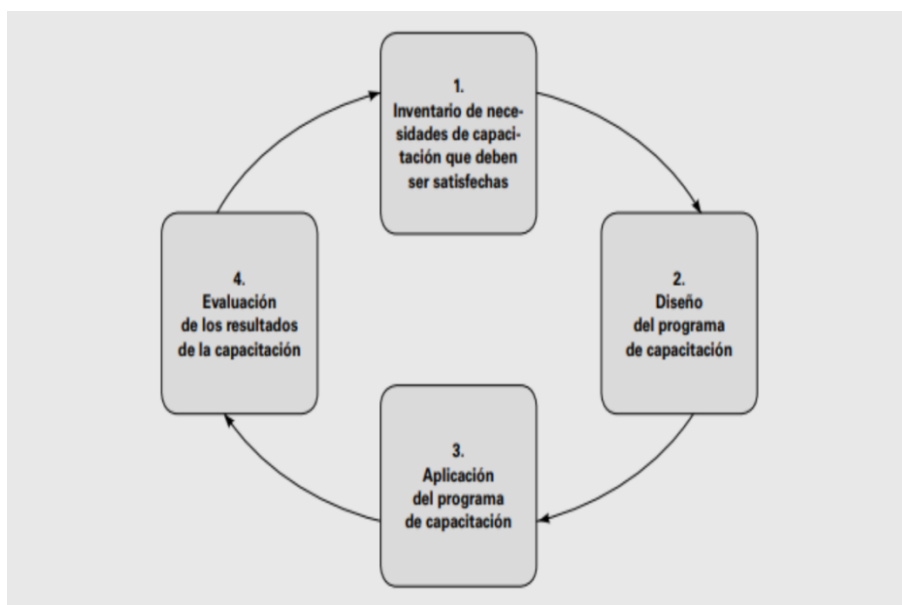 1.
Inventario de nece-
sidades de capaci-
tación que deben
ser satisfechas
2.
Diseño
del programa
de capacitación
3.
Aplicación
del programa
de capacitación
4.
Evaluación
de los resultados
de la capacitación